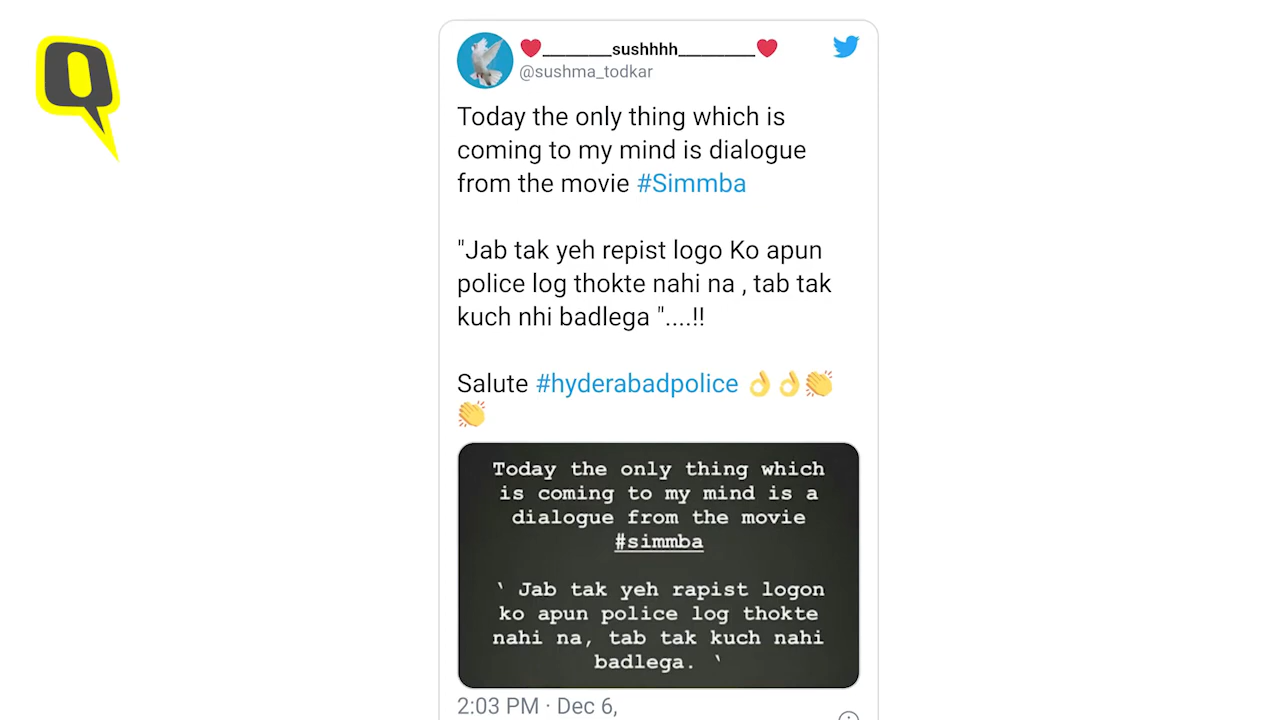 Q
❤️________sushhhh_________❤️
@sushma_todkar
Today the only thing which is
coming to my mind is dialogue
from the movie #Simmba
"Jab tak yeh repist logo Ko apun
police log thokte nahi na , tab tak
kuch nhi badlega "....!!
Salute #hyderabadpolice 👌👌👏
👏
Today the only thing which
is coming to my mind is a
dialogue from the movie
#simmba
‵ Jab tak yeh rapist logon
ko apun police log thokte
nahi na, tab tak kuch nahi
badlega. ‵
2:03 PM · Dec 6,